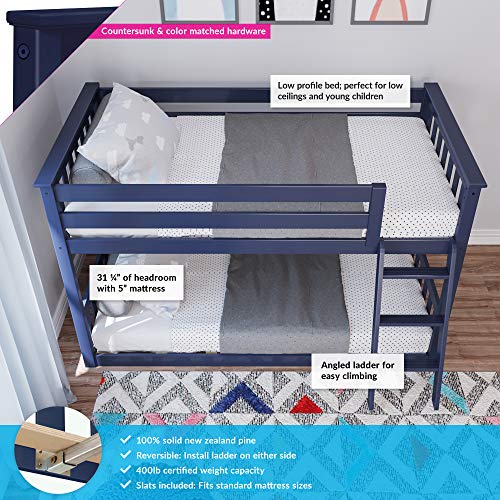 Countersunk & color matched hardware
Low profile bed; perfect for low
ceilings and young children
31 ¼" of headroom
with 5" mattress
Angled ladder for
easy climbing
100% solid new zealand pine
Reversible: Install ladder on either side
400lb certified weight capacity
Slats included: Fits standard mattress sizes